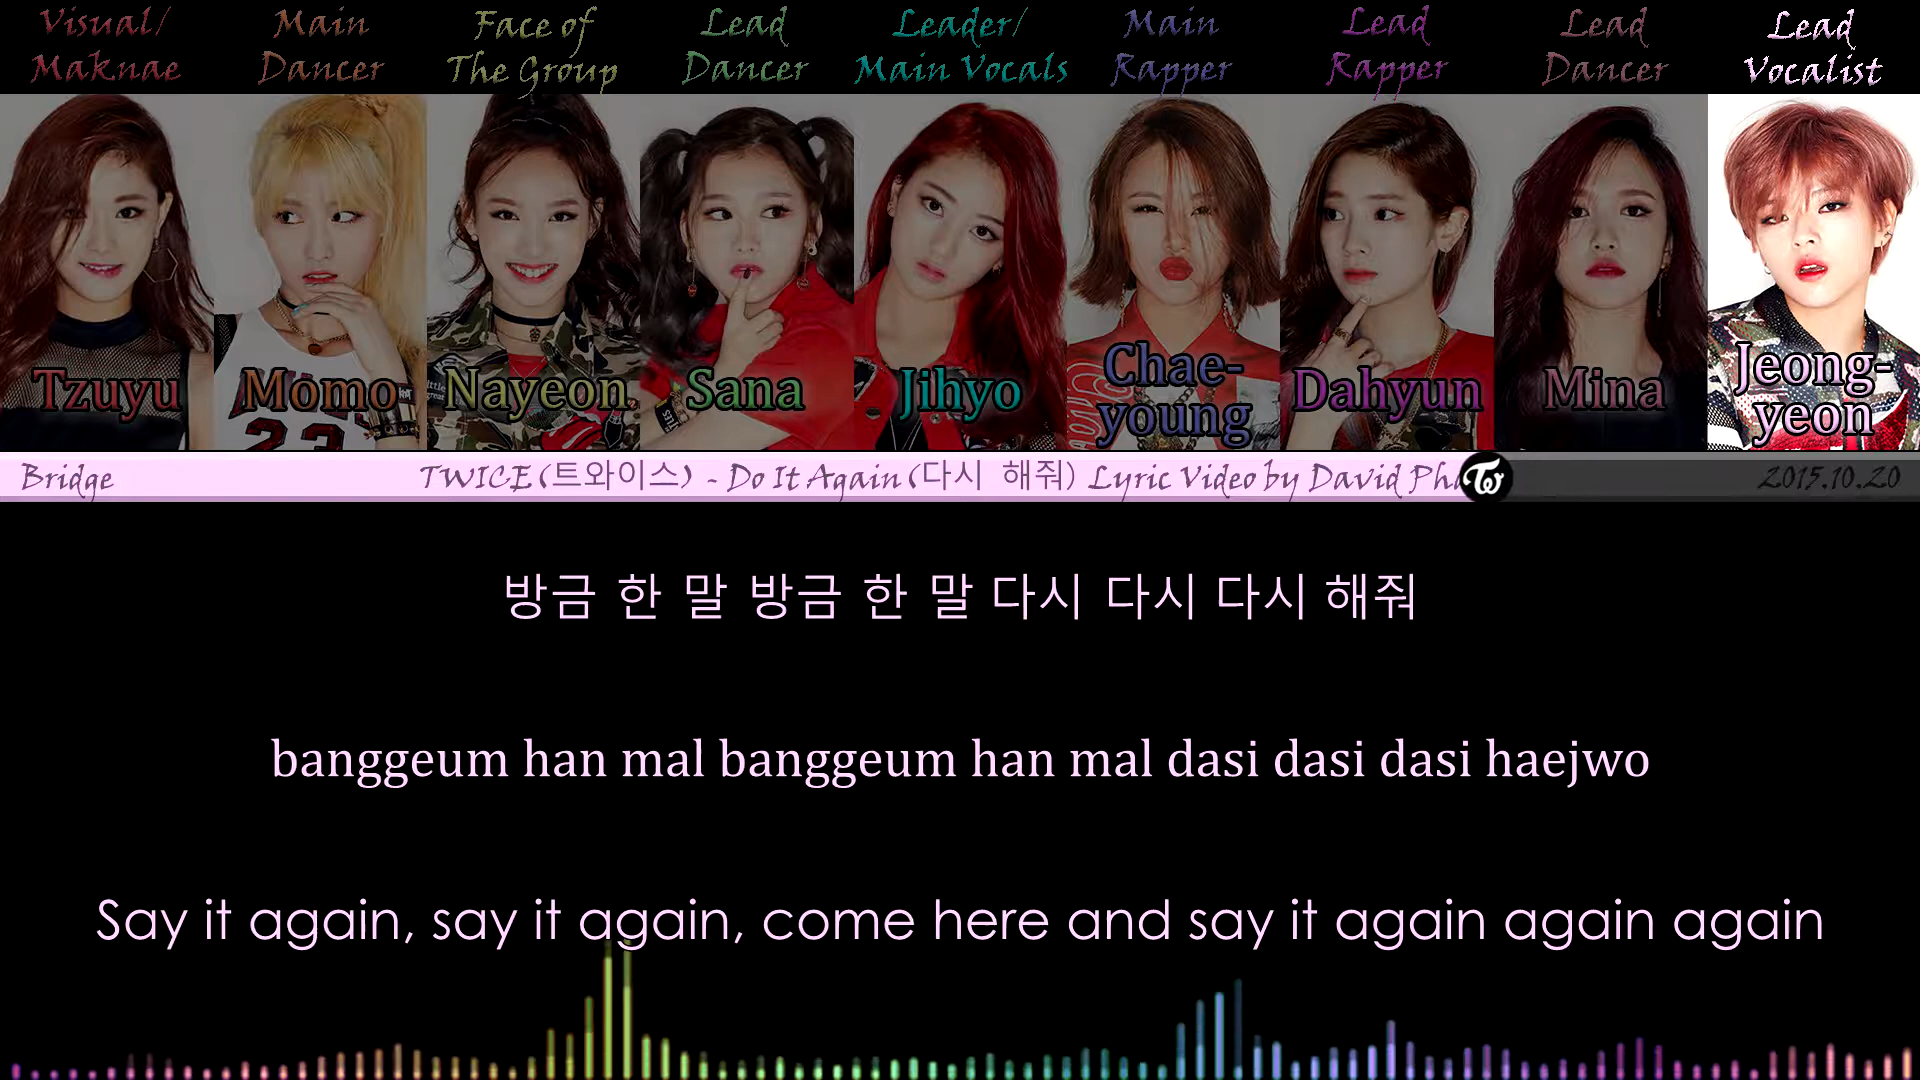 Visual/
Maknae
Main
Dancer
Face of
The Group
Lead
Dancer
Leader/
Main Vocals
Main
Rapper
Lead
Rapper
Lead
Dancer
Lead
Vocalist
Tzuyu
Momo
Nayeon
Sana
Jihyo
Chae-
young
Dahyun
Mina
Jeong-
yeon
Bridge
TWICE (트와이스) - Do It Again (다시 해줘) Lyric Video by David
TW
2015.10.20
방금 한 말 방금 한 말 다시 다시 다시 해줘
banggeum han mal banggeum han mal dasi dasi dasi haejwo
Say it again, say it again, come here and say it again again again